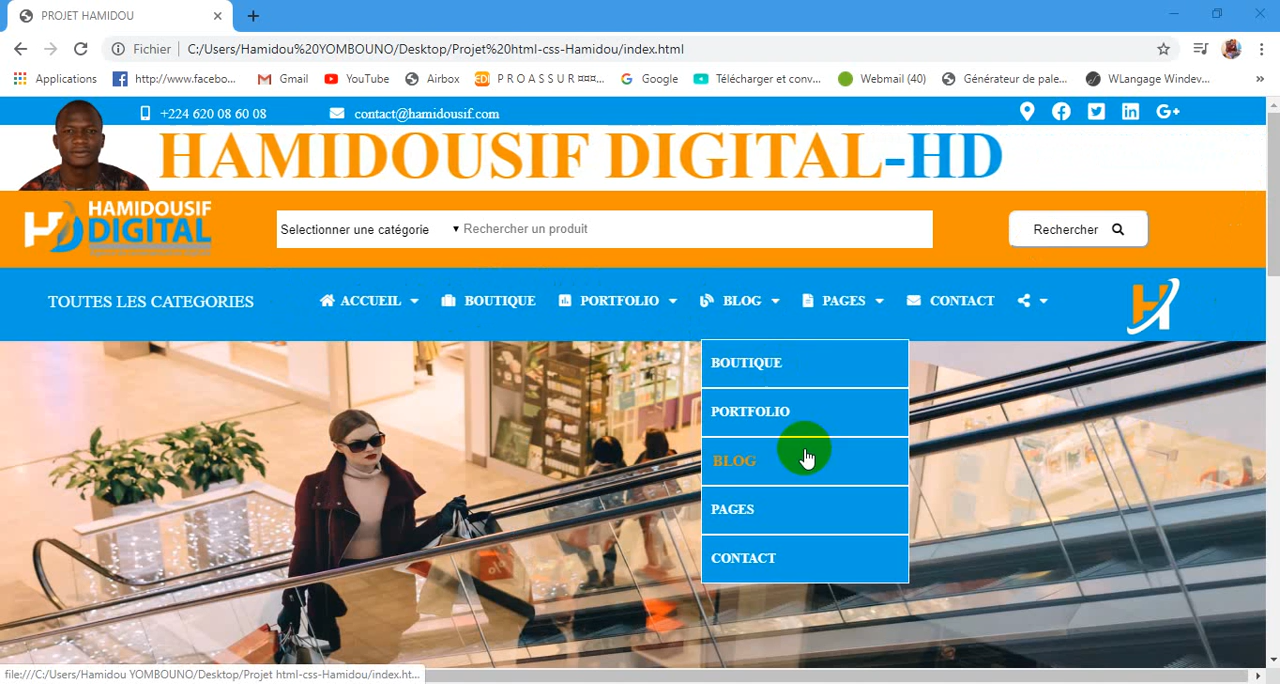 PROJET HAMIDOU
Fichier C:/Users/Hamidou%20YOMBOUNO/Desktop/Projet%20html-css-Hamidou/index.html
Applications http://www.facebo... Gmail YouTube Airbox EDI P R O A S S U R ¤¤¤... Google Télécharger et conv... Webmail (40) Générateur de pale... WLangage Windev... »
+224 620 08 60 08 contact@hamidousif.com G+
HAMIDOUSIF DIGITAL-HD
HD HAMIDOUSIF
DIGITAL
Selectionner une catégorie Rechercher un produit Rechercher
TOUTES LES CATEGORIES ACCUEIL BOUTIQUE PORTFOLIO BLOG PAGES CONTACT H
BOUTIQUE
PORTFOLIO
BLOG
PAGES
CONTACT
file:///C:/Users/Hamidou YOMBOUNO/Desktop/Projet html-css-Hamidou/index.ht...